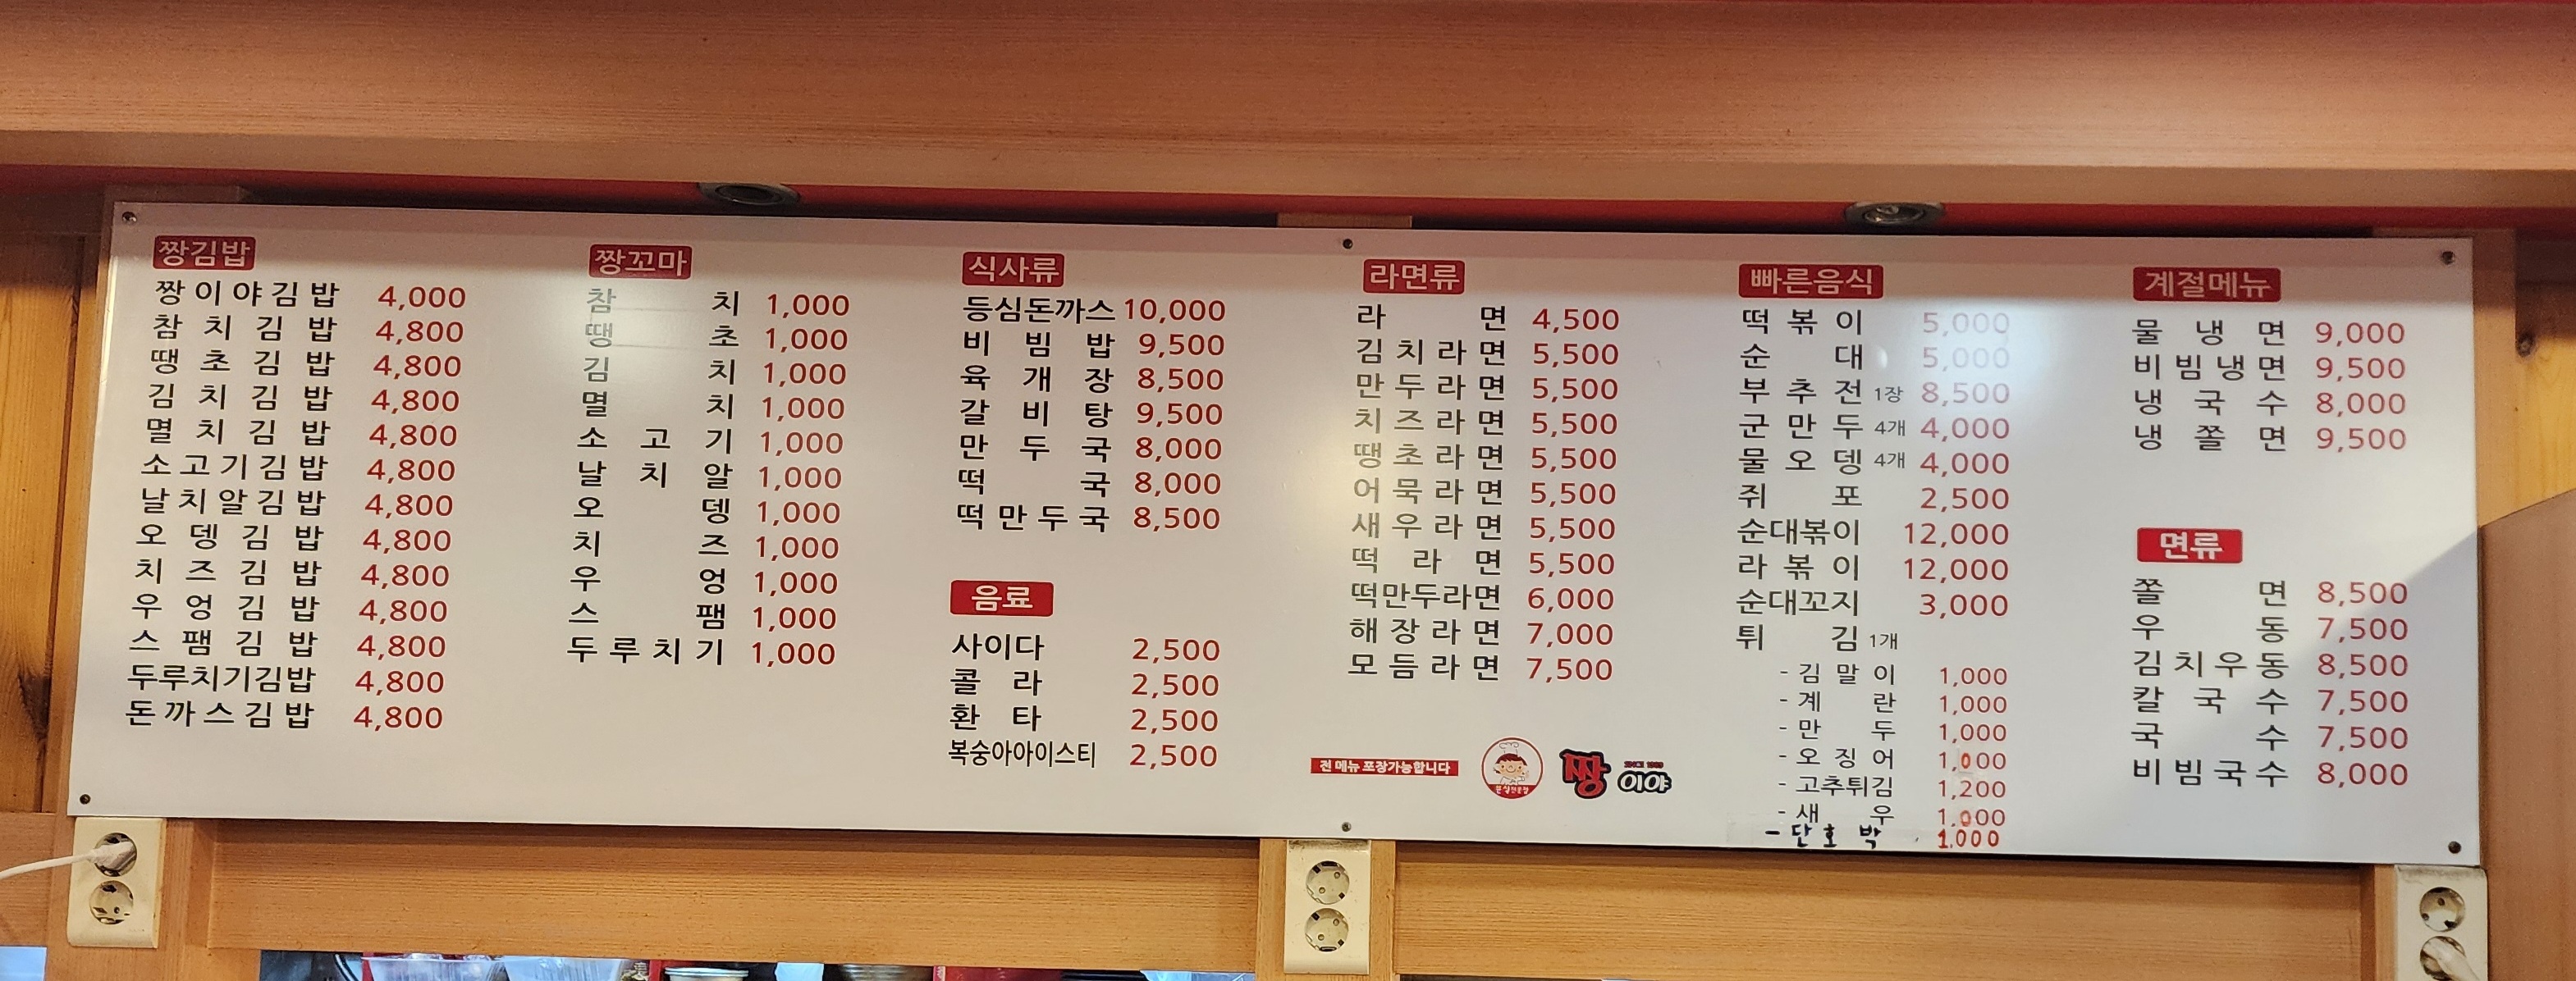 짱김밥
짱이야김밥 4,000
참치김밥 4,800
땡초김밥 4,800
김치김밥 4,800
멸치김밥 4,800
소고기김밥 4,800
날치알김밥 4,800
오뎅김밥 4,800
치즈김밥 4,800
우엉김밥 4,800
스팸김밥 4,800
두루치기김밥 4,800
돈까스김밥 4,800
짱꼬마
참치 1,000
땡초 1,000
김치 1,000
멸치 1,000
소고기 1,000
날치알 1,000
오뎅 1,000
치즈 1,000
우엉 1,000
스팸 1,000
두루치기 1,000
식사류
등심돈까스 10,000
비빔밥 9,500
육개장 8,500
갈비탕 9,500
만두국 8,000
떡국 8,000
떡만두국 8,500
음료
사이다 2,500
콜라 2,500
환타 2,500
복숭아아이스티 2,500
라면류
라면 4,500
김치라면 5,500
만두라면 5,500
치즈라면 5,500
땡초라면 5,500
어묵라면 5,500
새우라면 5,500
떡라면 5,500
떡만두라면 6,000
해장라면 7,000
모듬라면 7,500
전 메뉴 포장가능합니다
짱이야
빠른음식
떡볶이 5,000
순대 5,000
부추전 1장 8,500
군만두 4개 4,000
물오뎅 4개 4,000
쥐포 2,500
순대볶이 12,000
라볶이 12,000
순대꼬지 3,000
튀김 1개
- 김말이 1,000
- 계란 1,000
- 만두 1,000
- 오징어 1,000
- 고추튀김 1,200
- 새우 1,000
- 단호박 1.000
계절메뉴
물냉면 9,000
비빔냉면 9,500
냉국수 8,000
냉쫄면 9,500
면류
쫄면 8,500
우동 7,500
김치우동 8,500
칼국수 7,500
국수 7,500
비빔국수 8,000